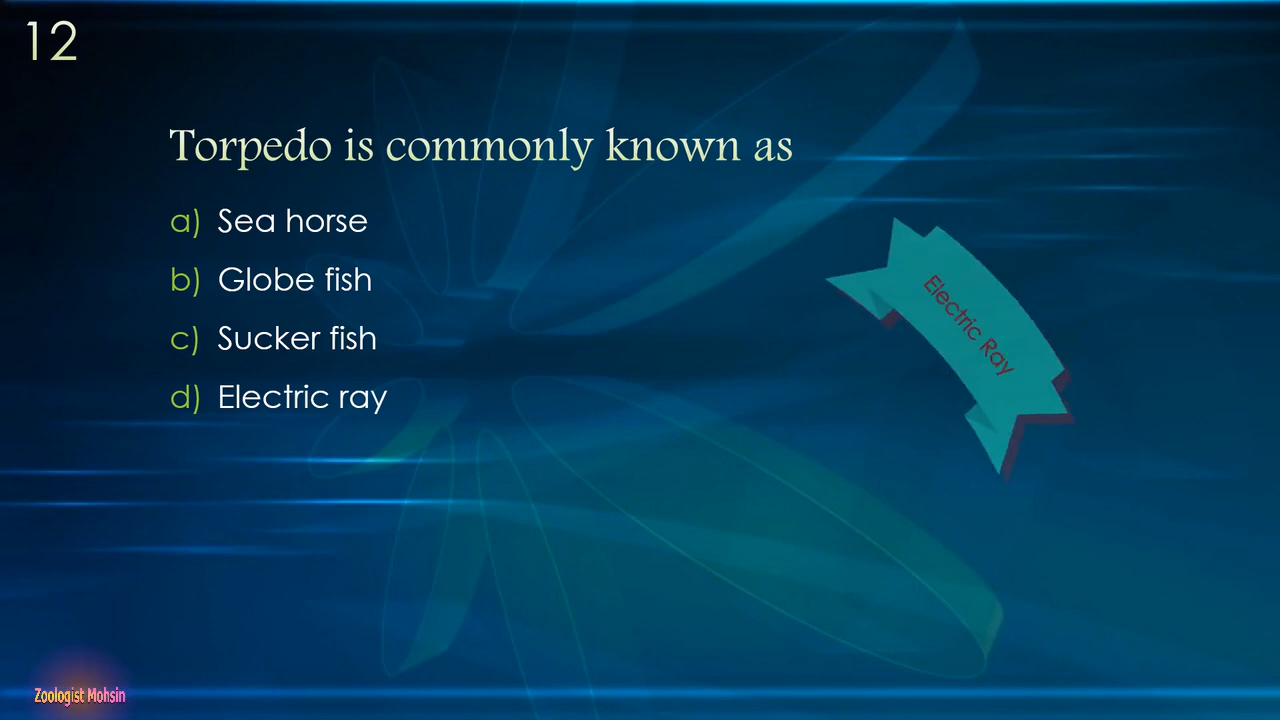 12
Torpedo is commonly known as
a) Sea horse
b) Globe fish
c) Sucker fish
d) Electric ray
Electric Ray
Zoologist Mohsin